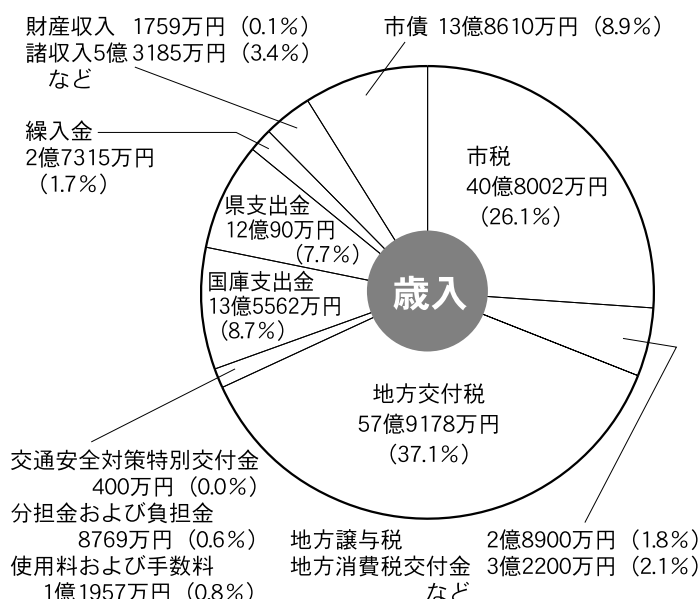 財産収入 1759万円（0.1％）
諸収入5億3185万円（3.4％）
など
市債 13億8610万円（8.9％）
繰入金
2億7315万円
（1.7％）
市税
40億8002万円
（26.1％）
県支出金
12億90万円
（7.7％）
国庫支出金
13億5562万円
（8.7％）
歳入
地方交付税
57億9178万円
（37.1％）
交通安全対策特別交付金
400万円（0.0％）
分担金および負担金
8769万円（0.6％）
使用料および手数料
1億1957万円（0.8％）
地方譲与税 2億8900万円（1.8％）
地方消費税交付金 3億2200万円（2.1％）
など